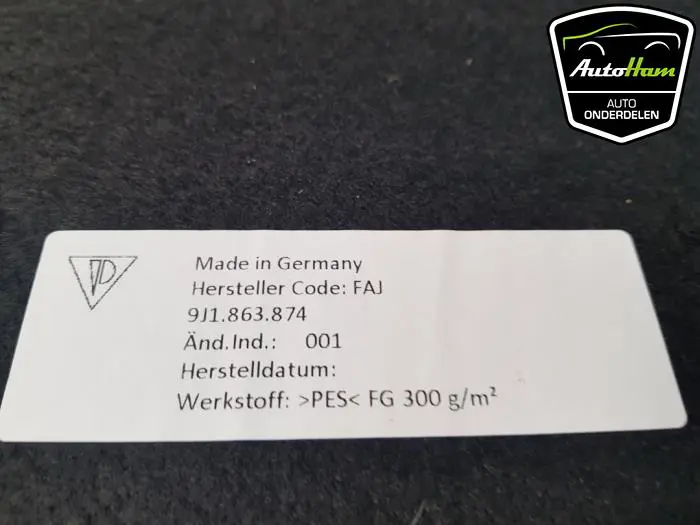 AutoHam
AUTO
ONDERDELEN
Made in Germany
Hersteller Code: FAJ
9J1.863.874
Änd.Ind.: 001
Herstelldatum:
Werkstoff: >PES< FG 300 g/m²